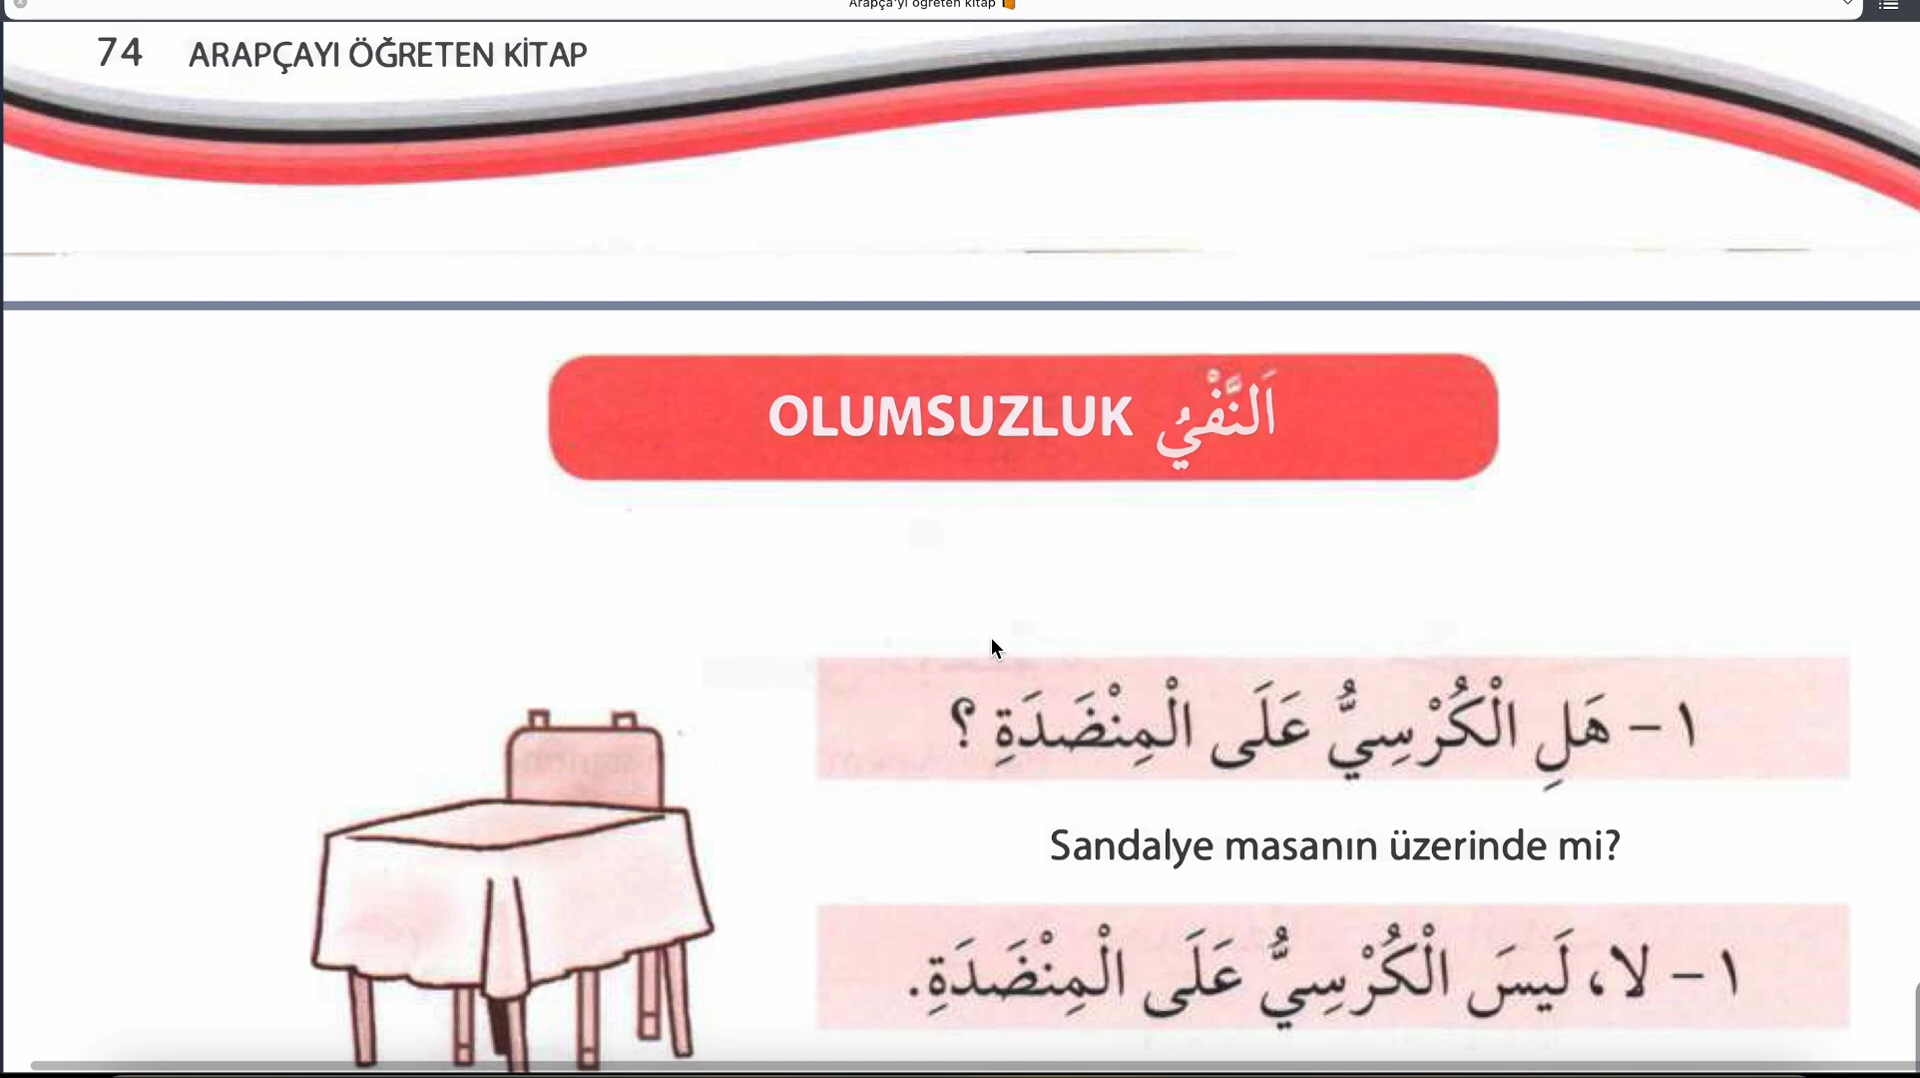 Arapça'yı öğreten kitap
74 ARAPÇAYI ÖĞRETEN KİTAP
OLUMSUZLUK اَلنَّفْيُ
١ – هَلِ الْكُرْسِيُّ عَلَى الْمِنْضَدَةِ ؟
Sandalye masanın üzerinde mi?
١ – لا، لَيسَ الْكُرْسِيُّ عَلَى الْمِنْضَدَةِ.